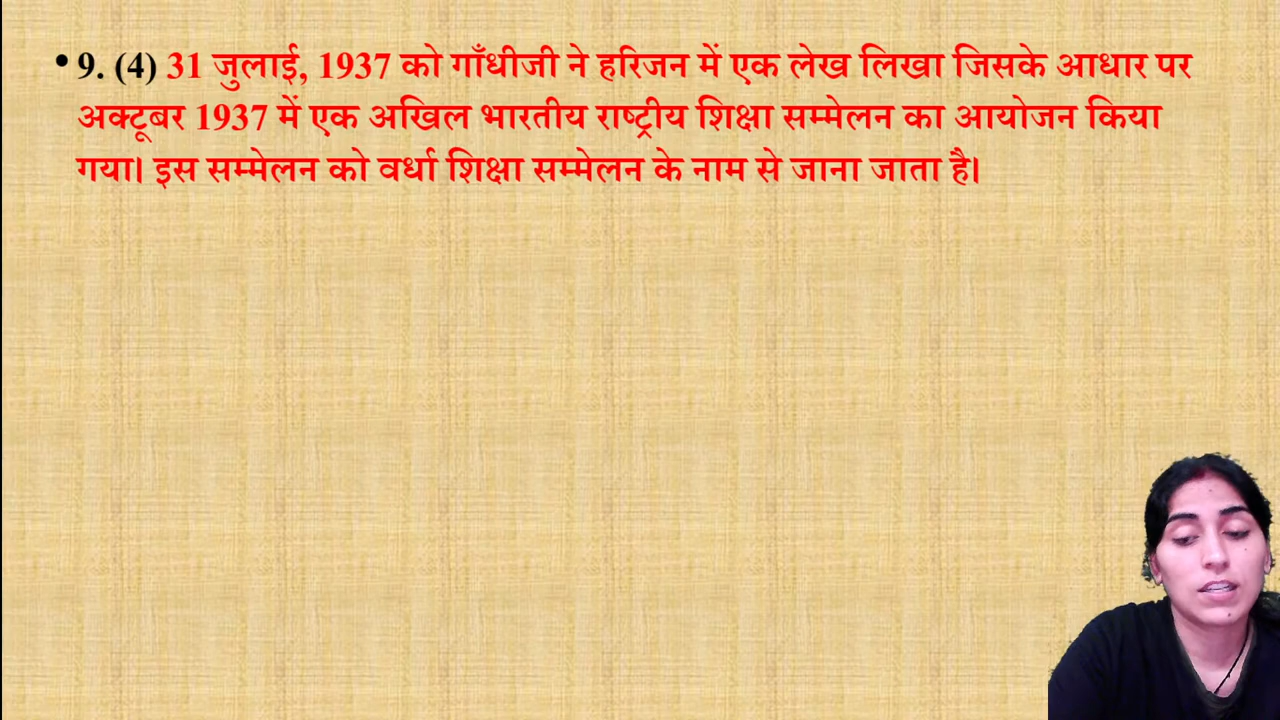 • 9. (4) 31 जुलाई, 1937 को गाँधीजी ने हरिजन में एक लेख लिखा जिसके आधार पर
अक्टूबर 1937 में एक अखिल भारतीय राष्ट्रीय शिक्षा सम्मेलन का आयोजन किया
गया। इस सम्मेलन को वर्धा शिक्षा सम्मेलन के नाम से जाना जाता है।